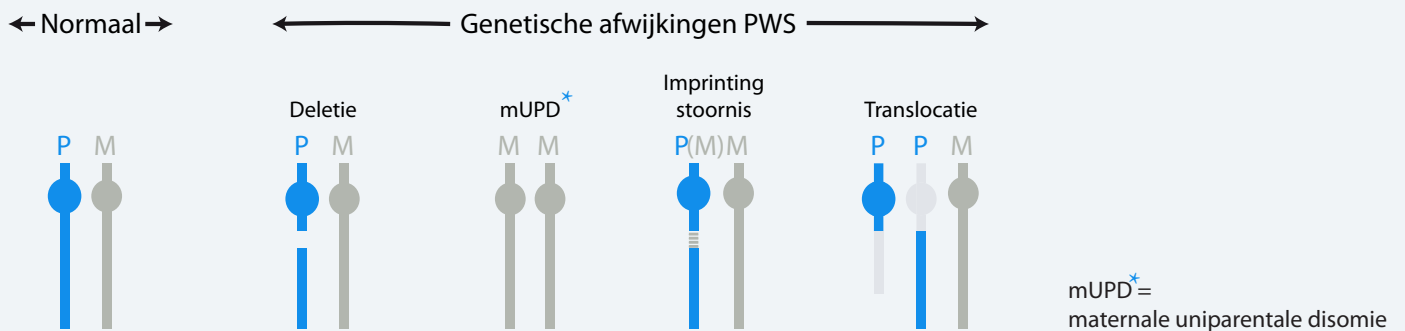 Normaal
Genetische afwijkingen PWS
Deletie
mUPD*
Imprinting
stoornis
Translocatie
P M
P M
M M
P(M) M
P P M
mUPD*=
maternale uniparentale disomie